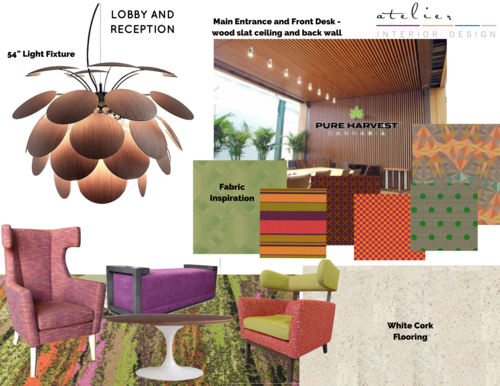 LOBBY AND
RECEPTION
54" Light Fixture
Main Entrance and Front Desk -
wood slat ceiling and back wall
atelier
INTERIOR DESIGN
PURE HARVEST
CANNABIS
Fabric
Inspiration
White Cork
Flooring